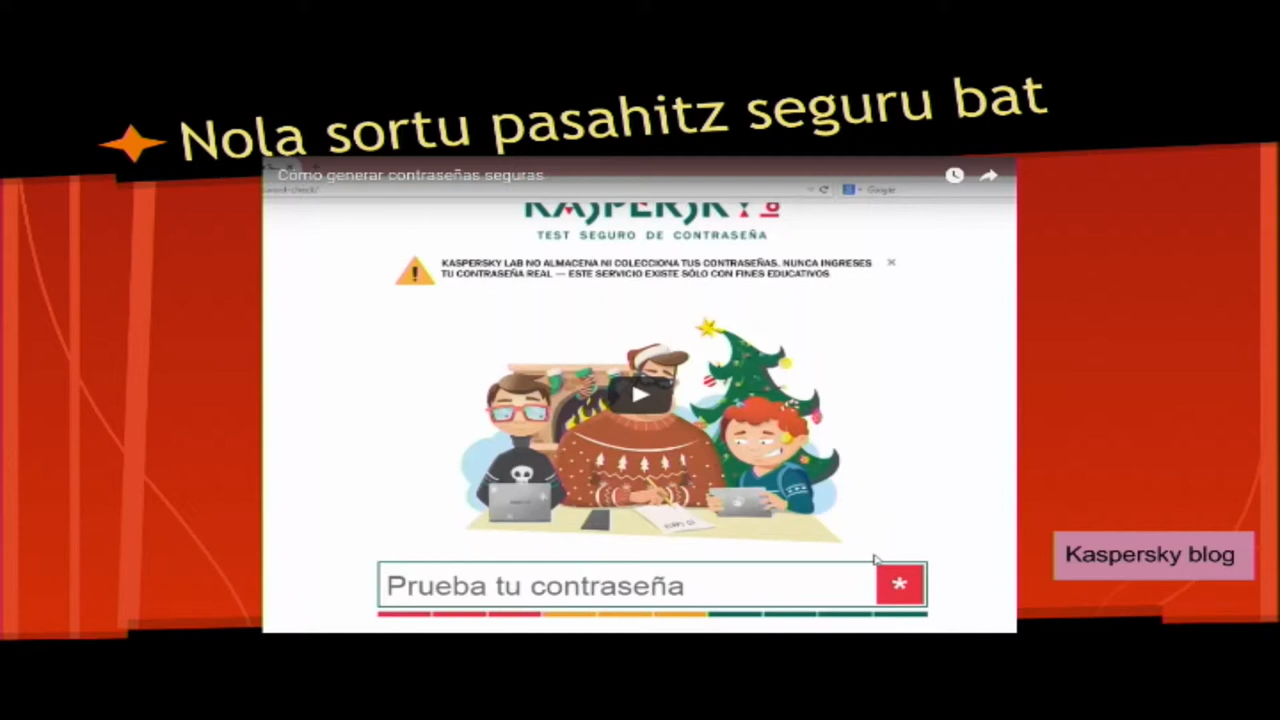 Nola sortu pasahitz seguru bat
Cómo generar contraseñas seguras
Google
KASPERSKY
TEST SEGURO DE CONTRASEÑA
KASPERSKY LAB NO ALMACENA NI COLECCIONA TUS CONTRASEÑAS. NUNCA INGRESES
TU CONTRASEÑA REAL — ESTE SERVICIO EXISTE SÓLO CON FINES EDUCATIVOS
Prueba tu contraseña
*
Kaspersky blog